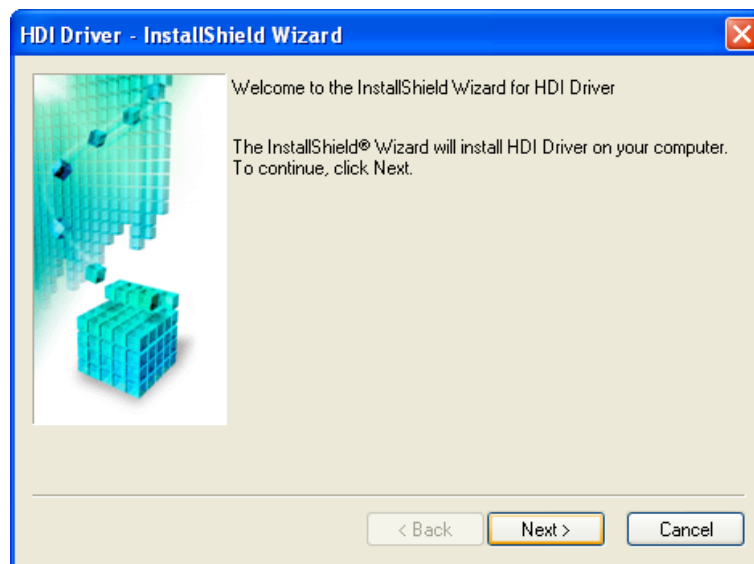 HDI Driver - InstallShield Wizard
Welcome to the InstallShield Wizard for HDI Driver
The InstallShield® Wizard will install HDI Driver on your computer.
To continue, click Next.
< Back
Next >
Cancel